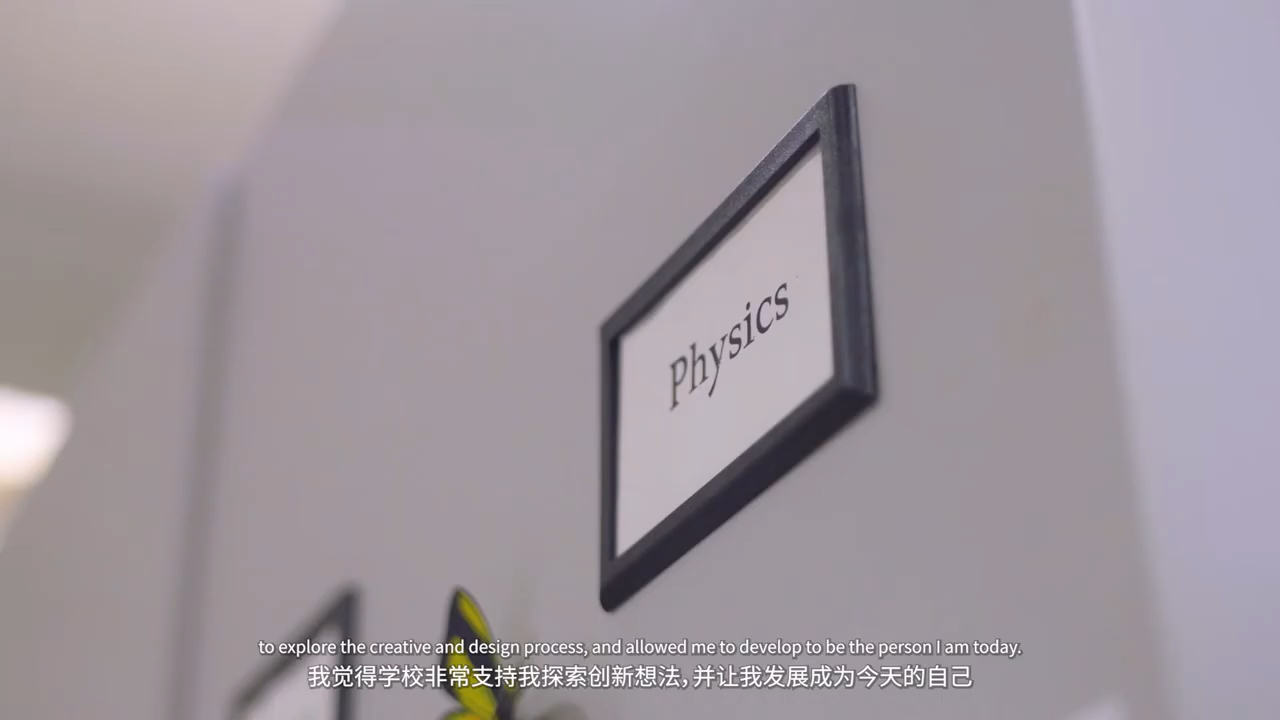 Physics
to explore the creative and design process, and allowed me to develop to be the person I am today.
我觉得学校非常支持我探索创新想法, 并让我发展成为今天的自己